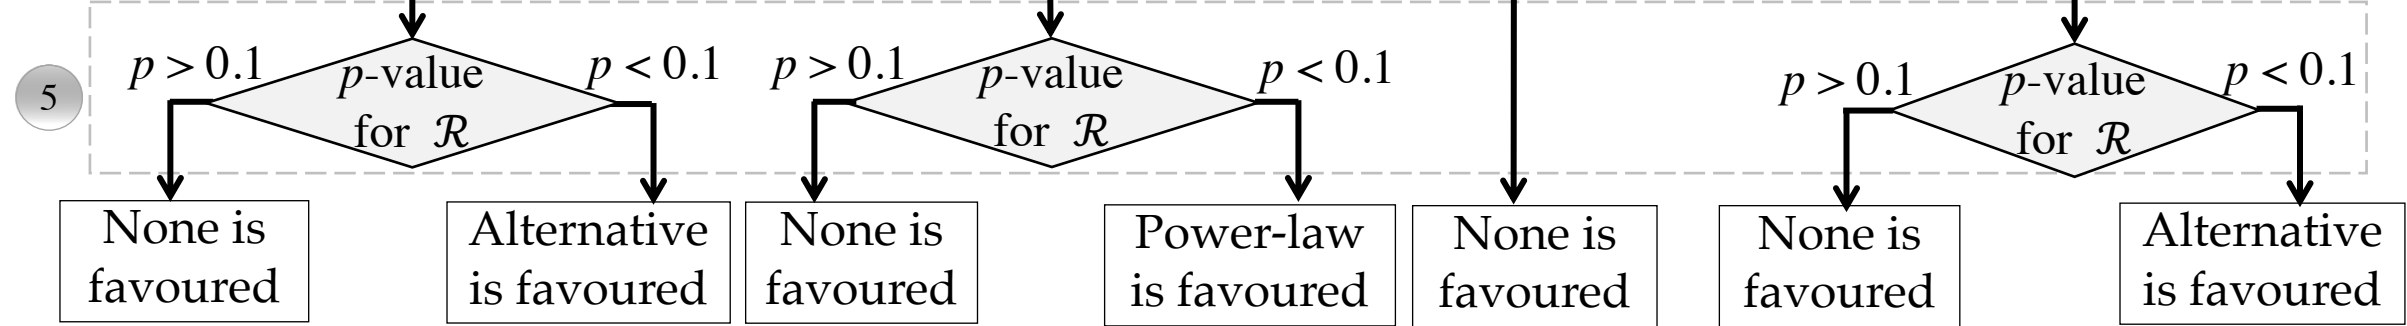 5
p > 0.1
p-value
for ℛ
p < 0.1
p > 0.1
p-value
for ℛ
p < 0.1
p > 0.1
p-value
for ℛ
p < 0.1
None is
favoured
Alternative
is favoured
None is
favoured
Power-law
is favoured
None is
favoured
None is
favoured
Alternative
is favoured